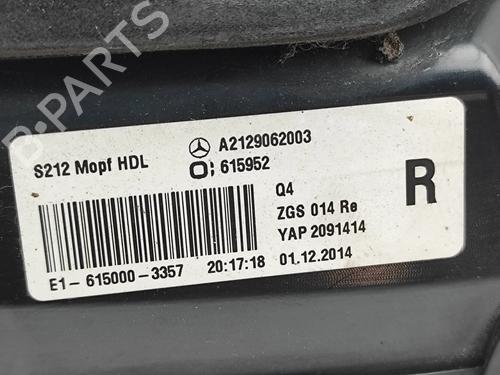 B-PARTS
S212 Mopf HDL
A2129062003
615952
Q4
ZGS 014 Re
YAP 2091414
R
E1-615000-3357 20:17:18 01.12.2014